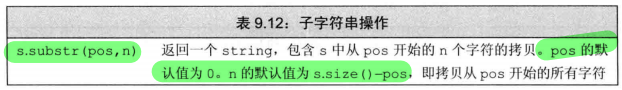 表 9.12：子字符串操作
s.substr(pos,n) 返回一个 string，包含 s 中从 pos 开始的 n 个字符的拷贝。pos 的默
认值为 0。n 的默认值为 s.size()−pos，即拷贝从 pos 开始的所有字符